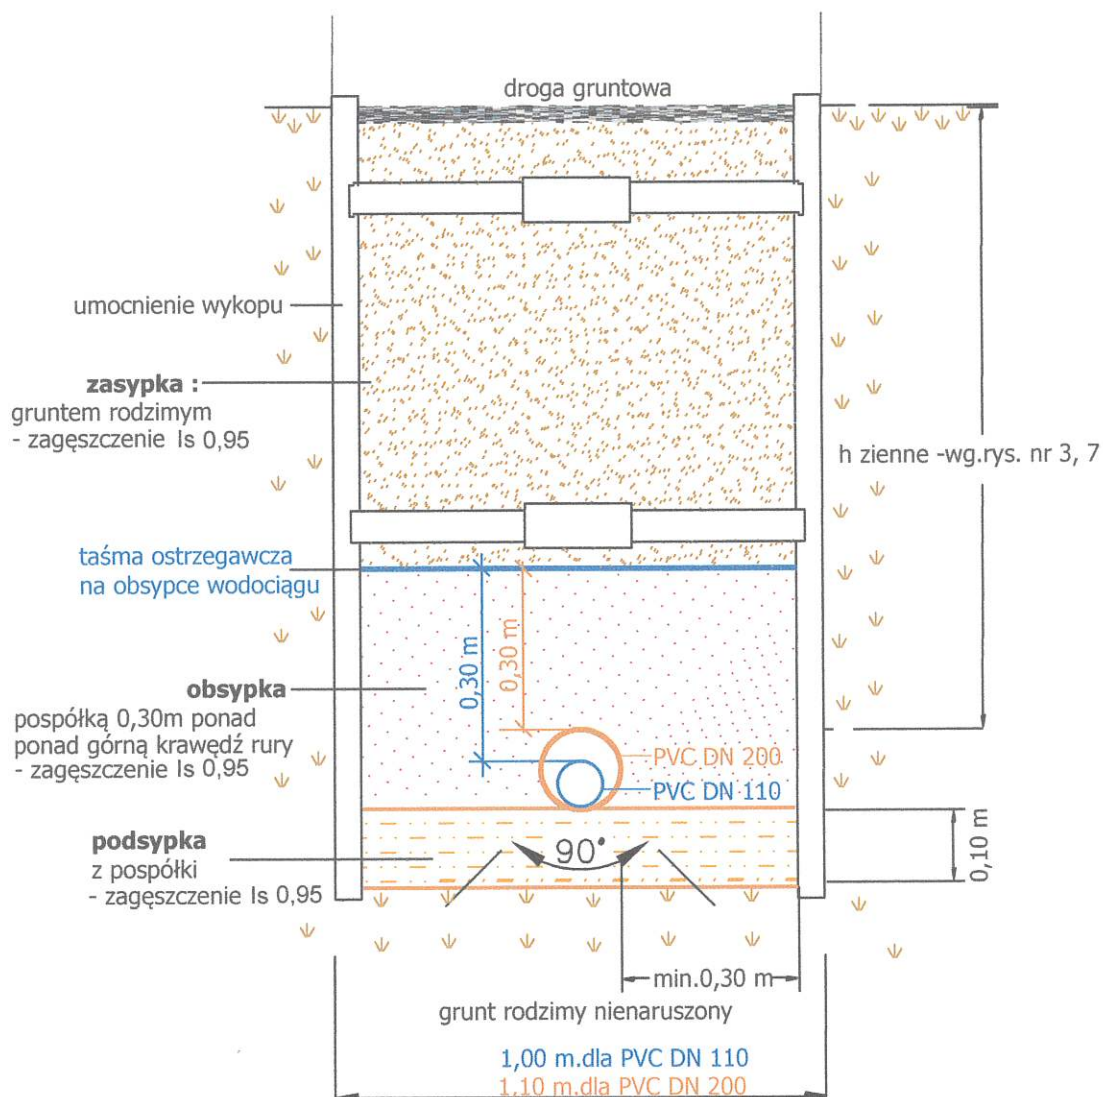 droga gruntowa
umocnienie wykopu
zasypka :
gruntem rodzimym
- zagęszczenie Is 0,95
h zienne -wg.rys. nr 3, 7
taśma ostrzegawcza
na obsypce wodociągu
0,30 m
0,30 m
obsypka
pospółką 0,30m ponad
ponad górną krawędź rury
- zagęszczenie Is 0,95
PVC DN 200
PVC DN 110
podsypka
z pospółki
- zagęszczenie Is 0,95
90°
0,10 m
min.0,30 m
grunt rodzimy nienaruszony
1,00 m.dla PVC DN 110
1,10 m.dla PVC DN 200